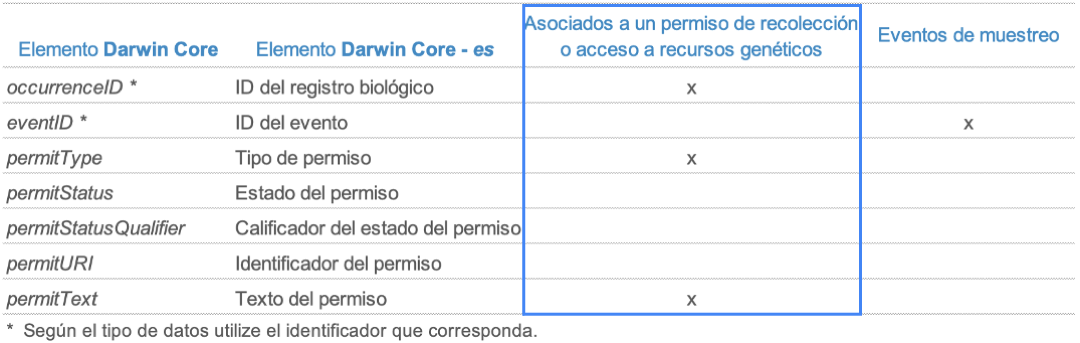 Elemento Darwin Core Elemento Darwin Core - es Asociados a un permiso de recolección o acceso a recursos genéticos Eventos de muestreo
occurrenceID * ID del registro biológico x
eventID * ID del evento x
permitType Tipo de permiso x
permitStatus Estado del permiso
permitStatusQualifier Calificador del estado del permiso
permitURI Identificador del permiso
permitText Texto del permiso x
* Según el tipo de datos utilize el identificador que corresponda.